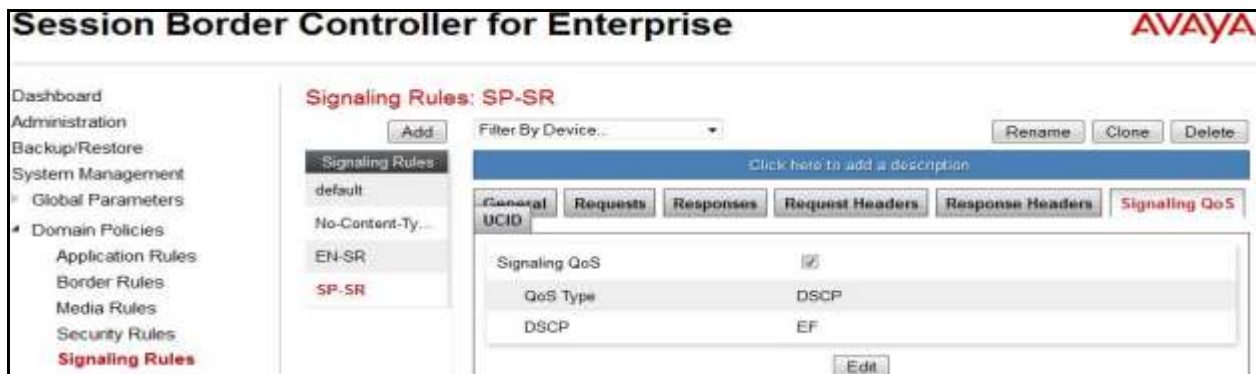 Session Border Controller for Enterprise
AVAYA
Dashboard
Administration
Backup/Restore
System Management
Global Parameters
Domain Policies
Application Rules
Border Rules
Media Rules
Security Rules
Signaling Rules
Signaling Rules: SP-SR
Add
Filter By Device...
Rename
Clone
Delete
Signaling Rules
default
No-Content-Ty...
EN-SR
SP-SR
Click here to add a description
General
Requests
Responses
Request Headers
Response Headers
Signaling QoS
UCID
Signaling QoS
QoS Type DSCP
DSCP EF
Edit